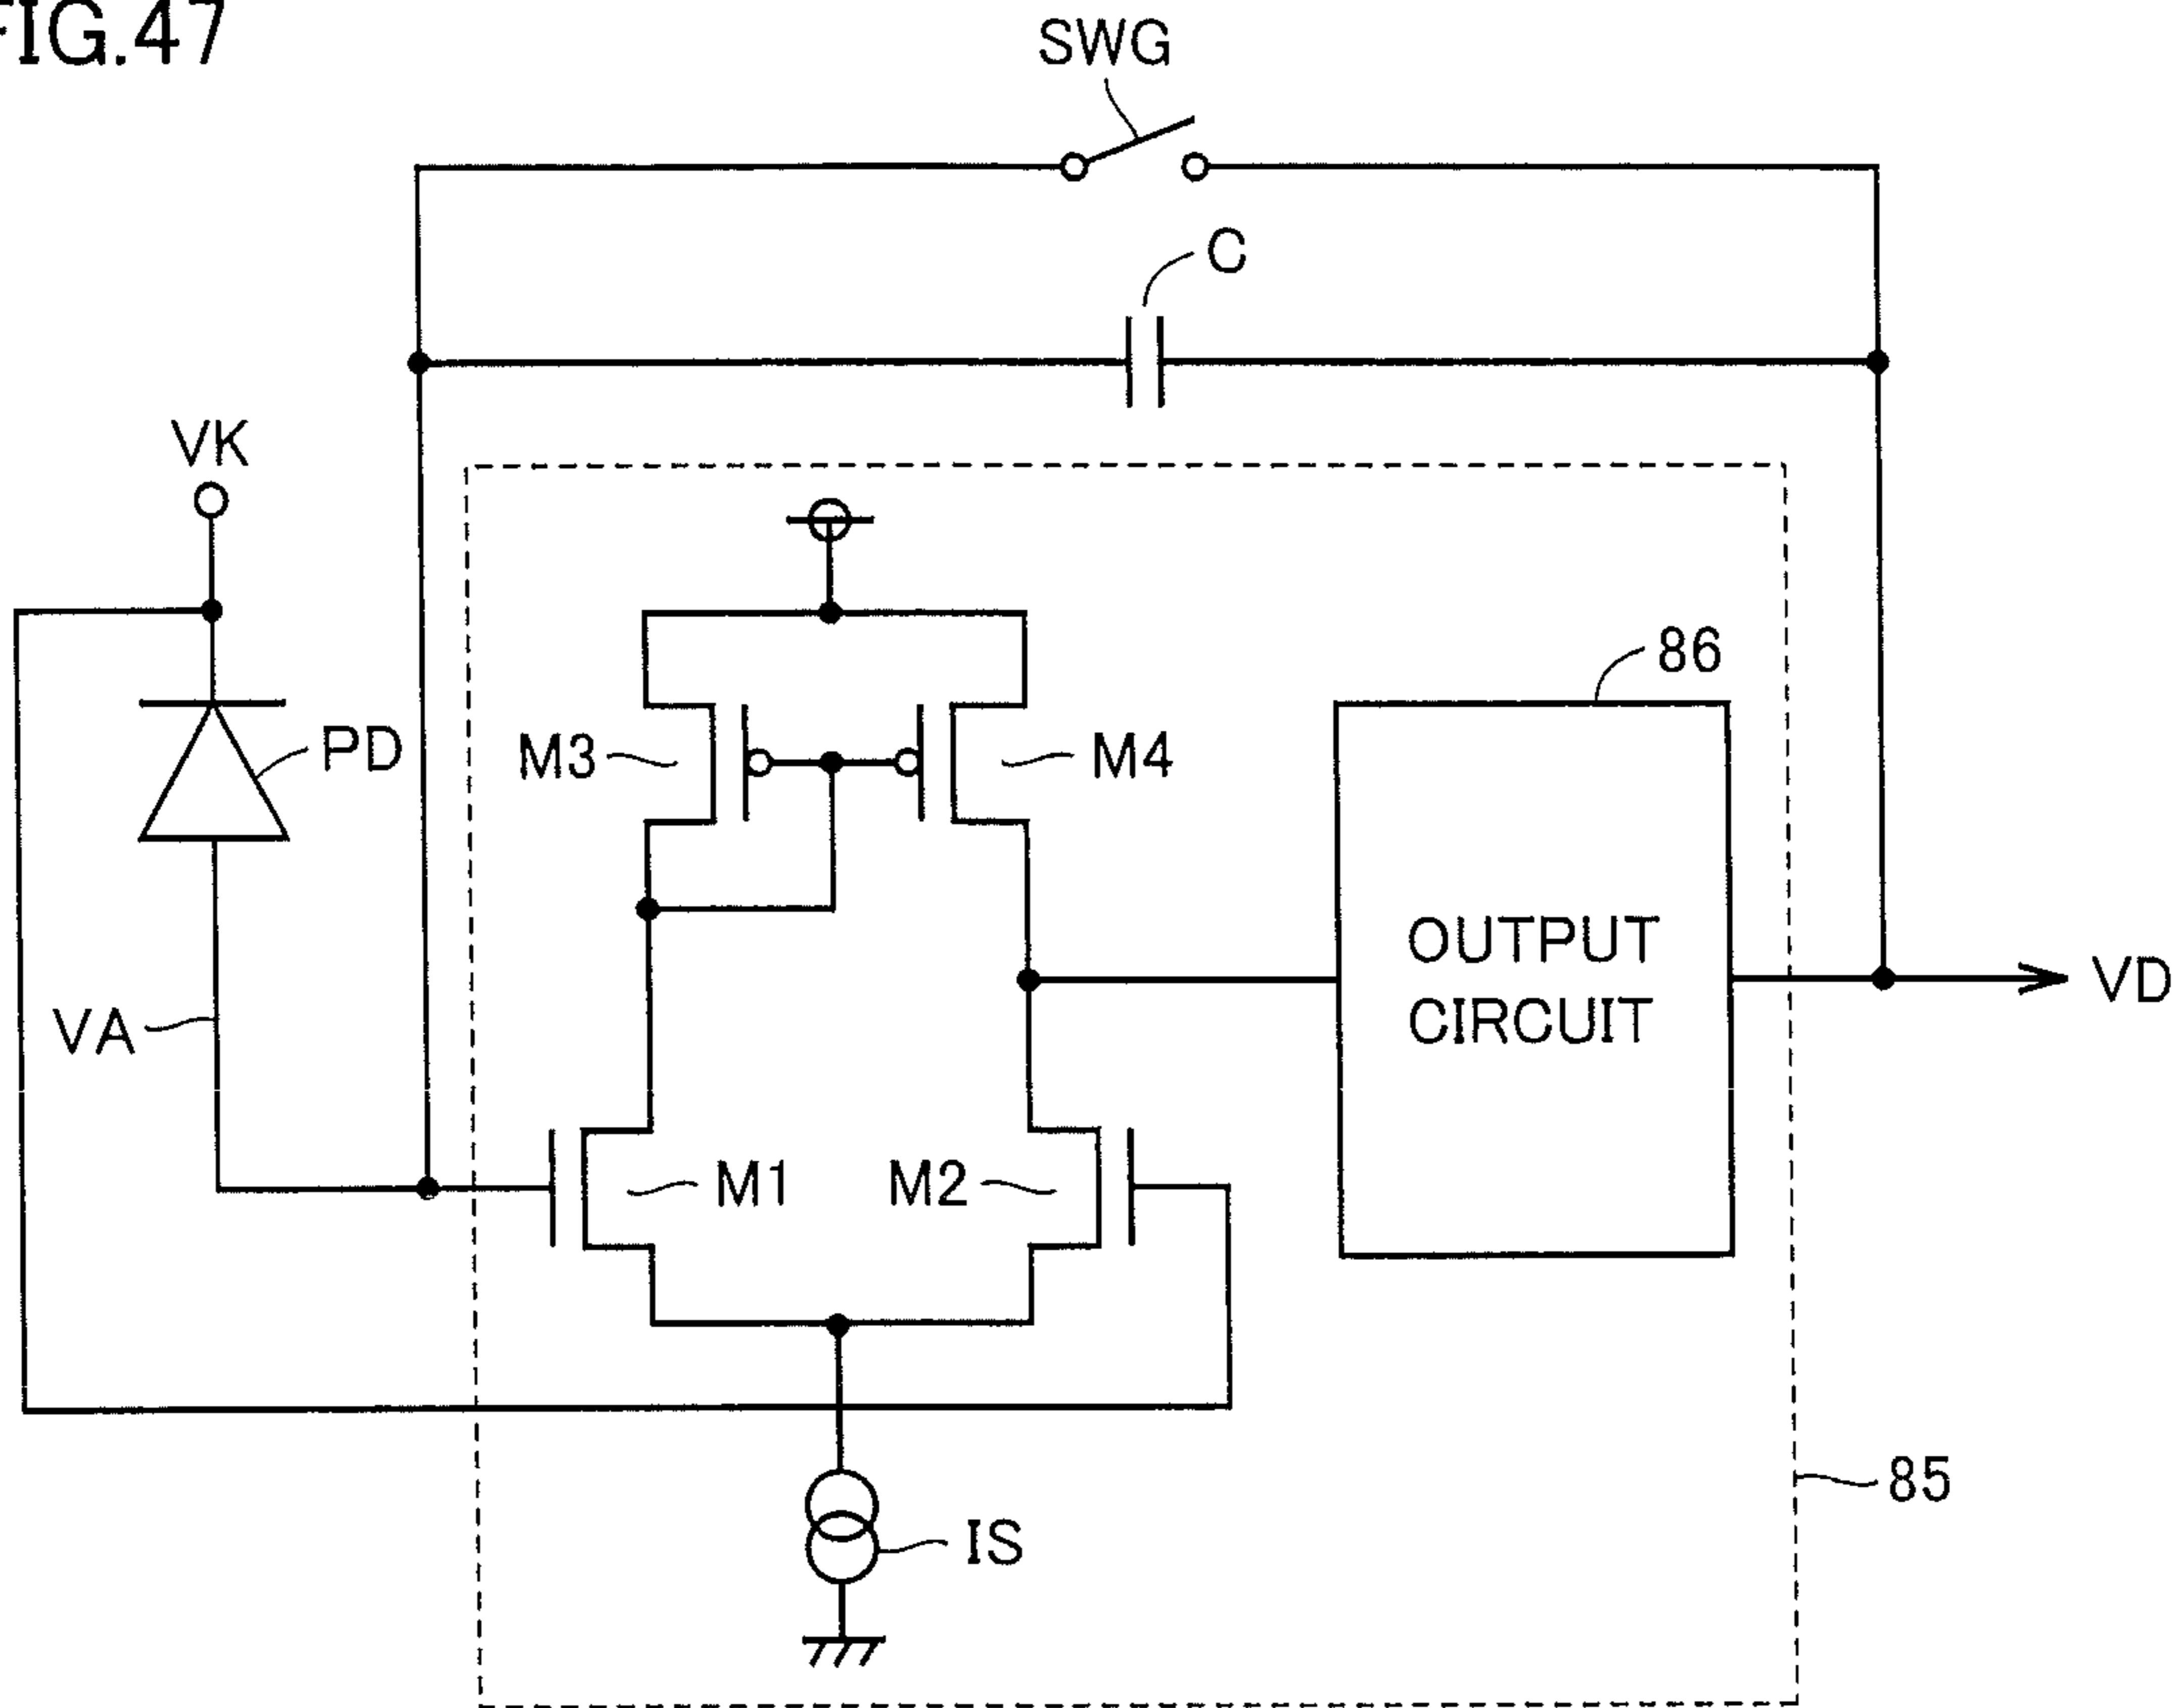 FIG.47
SWG
C
VK
86
PD
M3
M4
OUTPUT
CIRCUIT
VD
VA
M1
M2
85
IS